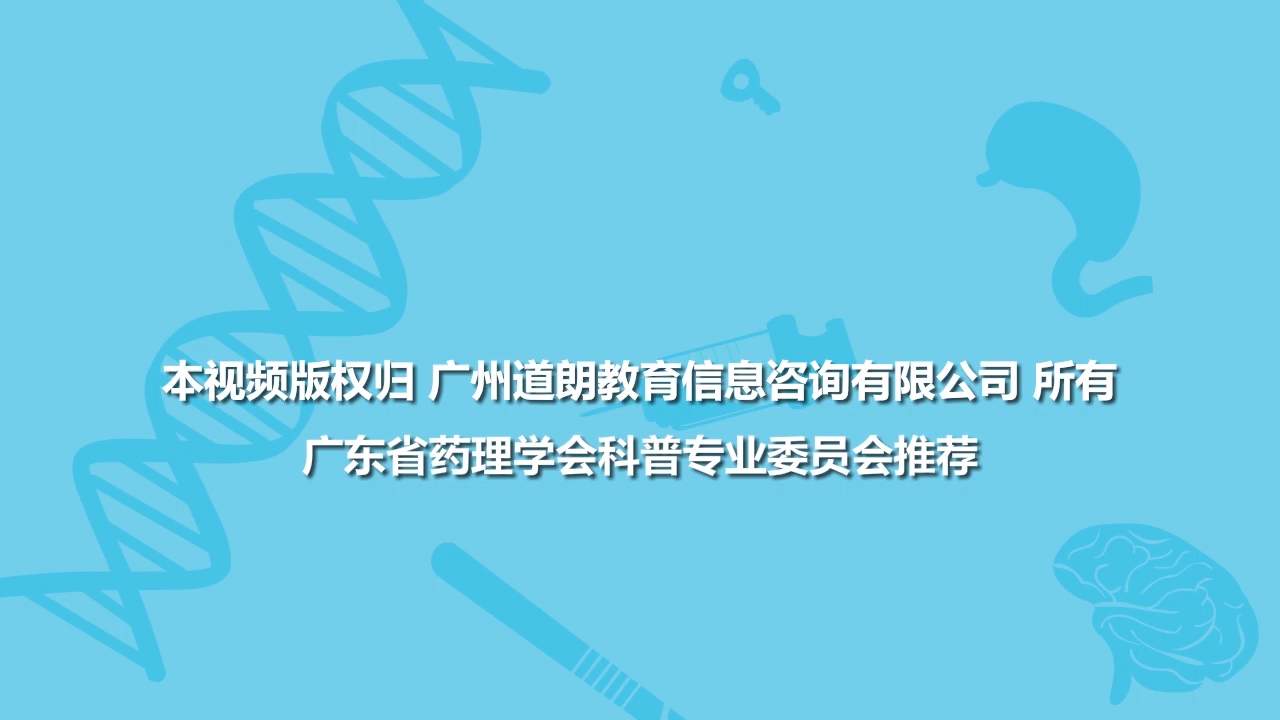 本视频版权归 广州道朗教育信息咨询有限公司 所有
广东省药理学会科普专业委员会推荐